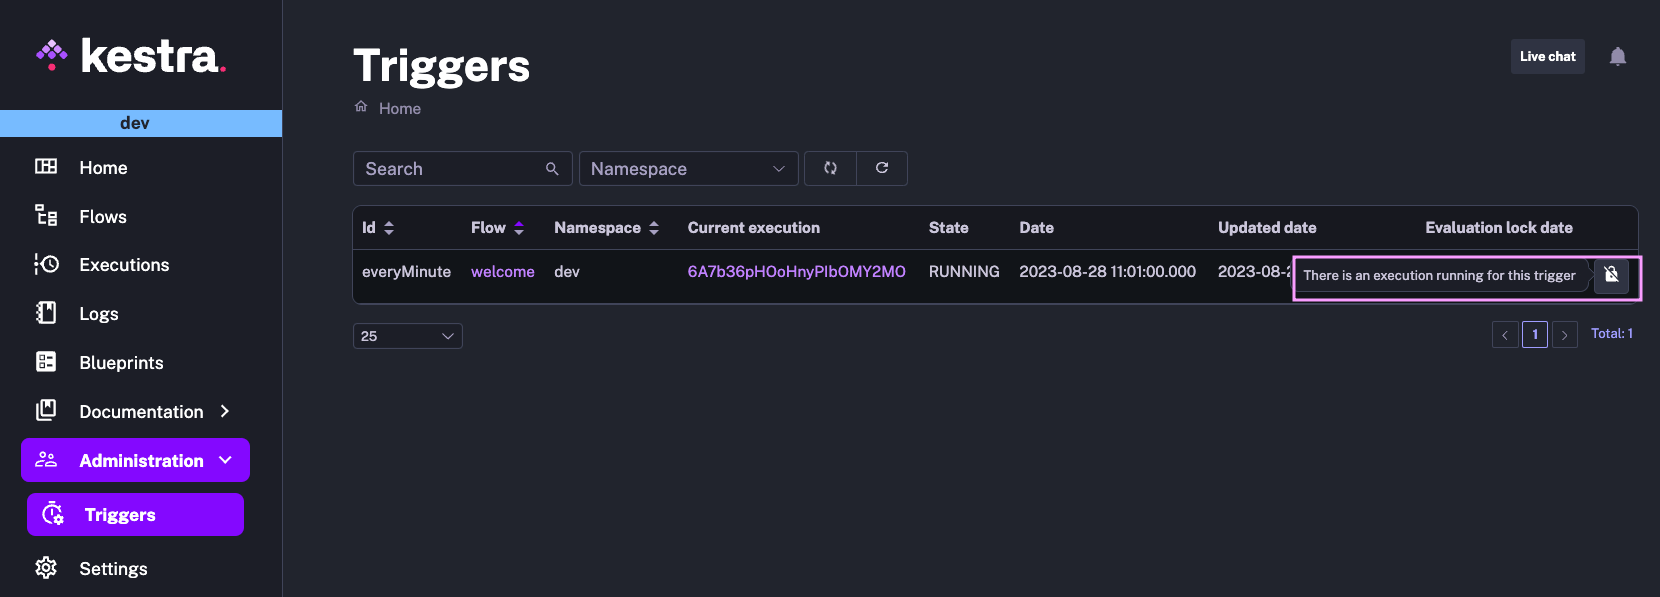 kestra.
dev
Home
Flows
Executions
Logs
Blueprints
Documentation
Administration
Triggers
Settings
Triggers
Home
Live chat
Search
Namespace
Id Flow Namespace Current execution State Date Updated date Evaluation lock date
everyMinute welcome dev 6A7b36pHOoHnyPIbOMY2MO RUNNING 2023-08-28 11:01:00.000 2023-08-2
There is an execution running for this trigger
25
1
Total: 1